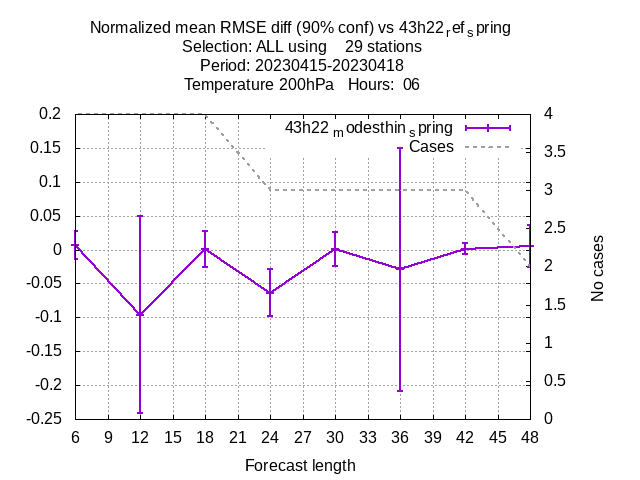 Normalized mean RMSE diff (90% conf) vs 43h22refspring
Selection: ALL using    29 stations
Period: 20230415-20230418
Temperature 200hPa   Hours:  06
43h22modesthinspring
Cases
0.2
0.15
0.1
0.05
0
-0.05
-0.1
-0.15
-0.2
-0.25
4
3.5
3
2.5
2
1.5
1
0.5
0
No cases
6 9 12 15 18 21 24 27 30 33 36 39 42 45 48
Forecast length